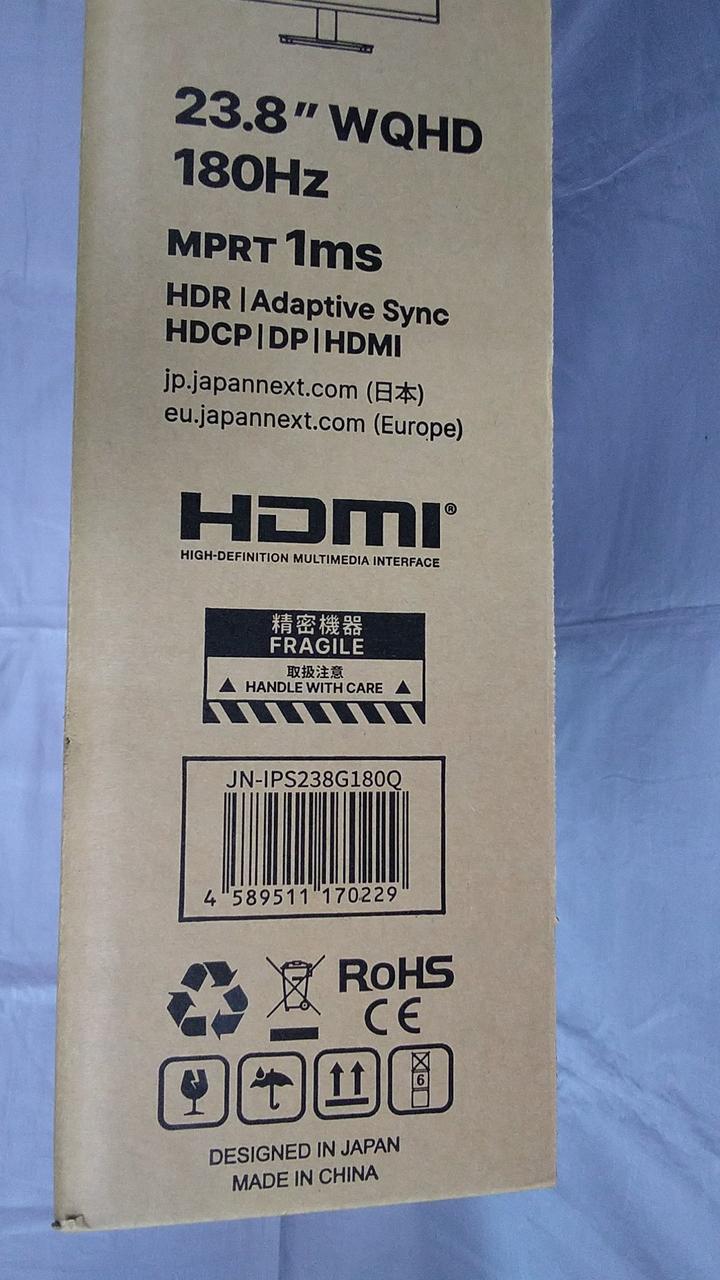 23.8" WQHD
180Hz
MPRT 1ms
HDR | Adaptive Sync
HDCP | DP | HDMI
jp.japannext.com (日本)
eu.japannext.com (Europe)
HDMI®
HIGH-DEFINITION MULTIMEDIA INTERFACE
精密機器
FRAGILE
取扱注意
HANDLE WITH CARE
JN-IPS238G180Q
4 589511 170229
RoHS
CE
6
DESIGNED IN JAPAN
MADE IN CHINA